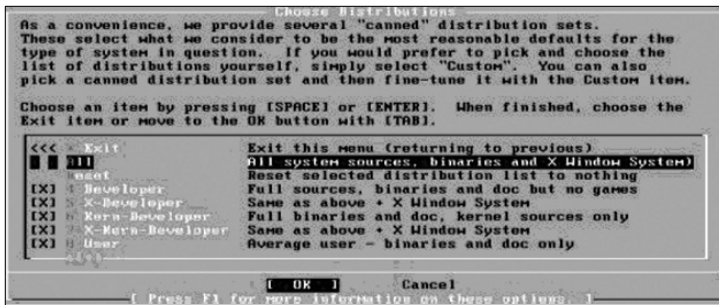 Choose Distributions
As a convenience, we provide several "canned" distribution sets.
These select what we consider to be the most reasonable defaults for the
type of system in question. If you would prefer to pick and choose the
list of distributions yourself, simply select "Custom". You can also
pick a canned distribution set and then fine-tune it with the Custom item.
Choose an item by pressing [SPACE] or [ENTER]. When finished, choose the
Exit item or move to the OK button with [TAB].
<<< X Exit Exit this menu (returning to previous)
All All system sources, binaries and X Window System)
Reset Reset selected distribution list to nothing
[X] 4 Developer Full sources, binaries and doc but no games
[X] 5 X-Developer Same as above + X Window System
[X] 6 Kern-Developer Full binaries and doc, kernel sources only
[X] 7 X-Kern-Developer Same as above + X Window System
[X] 8 User Average user - binaries and doc only
[ OK ] Cancel
[ Press F1 for more information on these options. ]